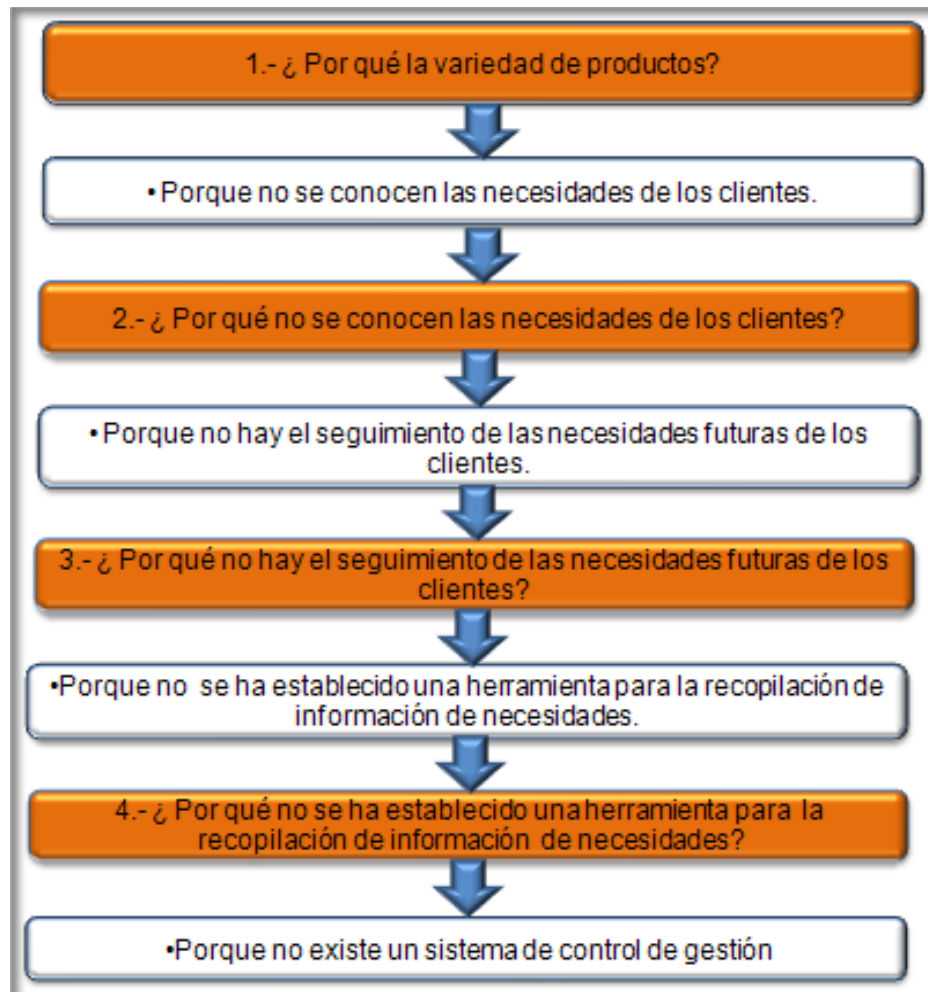 1.- ¿ Por qué la variedad de productos?
• Porque no se conocen las necesidades de los clientes.
2.- ¿ Por qué no se conocen las necesidades de los clientes?
• Porque no hay el seguimiento de las necesidades futuras de los
clientes.
3.- ¿ Por qué no hay el seguimiento de las necesidades futuras de los
clientes?
•Porque no se ha establecido una herramienta para la recopilación de
información de necesidades.
4.- ¿ Por qué no se ha establecido una herramienta para la
recopilación de información de necesidades?
•Porque no existe un sistema de control de gestión